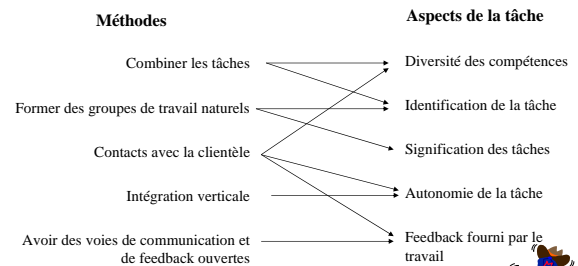 Méthodes
Aspects de la tâche
Combiner les tâches
Diversité des compétences
Former des groupes de travail naturels
Identification de la tâche
Contacts avec la clientèle
Signification des tâches
Intégration verticale
Autonomie de la tâche
Avoir des voies de communication et
de feedback ouvertes
Feedback fourni par le
travail